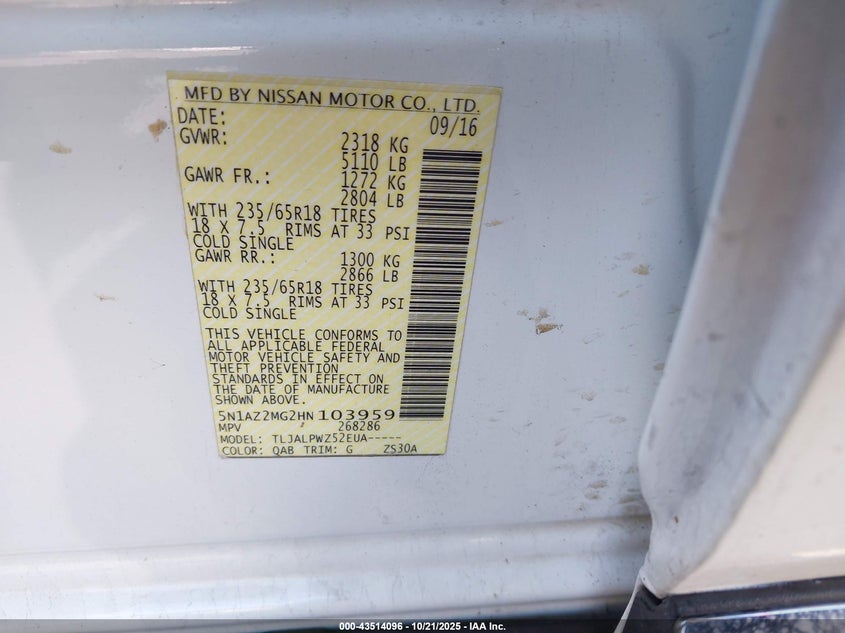 MFD BY NISSAN MOTOR CO., LTD.
DATE: 09/16
GVWR: 2318 KG
5110 LB
GAWR FR.: 1272 KG
2804 LB
WITH 235/65R18 TIRES
18 X 7.5 RIMS AT 33 PSI
COLD SINGLE
GAWR RR.: 1300 KG
2866 LB
WITH 235/65R18 TIRES
18 X 7.5 RIMS AT 33 PSI
COLD SINGLE
THIS VEHICLE CONFORMS TO
ALL APPLICABLE FEDERAL
MOTOR VEHICLE SAFETY AND
THEFT PREVENTION
STANDARDS IN EFFECT ON
THE DATE OF MANUFACTURE
SHOWN ABOVE.
5N1AZ2MG2HN103959
MPV 268286
MODEL: TLJALPWZ52EUA-----
COLOR: QAB TRIM: G ZS30A
000-43514096 - 10/21/2025 - IAA Inc.